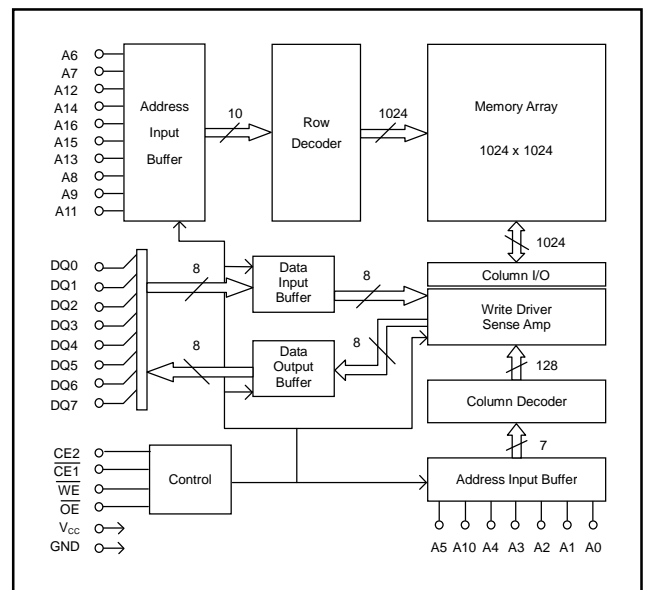 A6
A7
A12
A14
A16
A15
A13
A8
A9
A11
Address
Input
Buffer
10
Row
Decoder
1024
Memory Array
1024 x 1024
1024
DQ0
DQ1
DQ2
DQ3
DQ4
DQ5
DQ6
DQ7
8
8
Data
Input
Buffer
8
Data
Output
Buffer
8
Column I/O
Write Driver
Sense Amp
128
Column Decoder
7
Address Input Buffer
CE2
CE1
WE
OE
VCC
GND
Control
A5 A10 A4 A3 A2 A1 A0